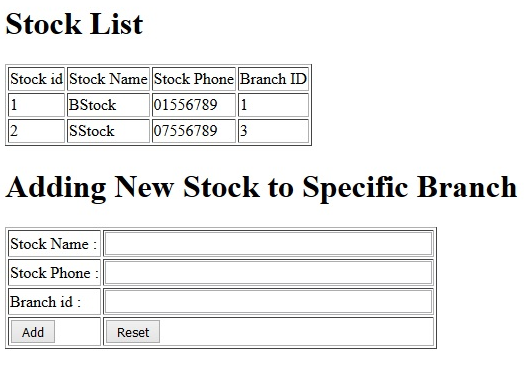 Stock List
Stock id Stock Name Stock Phone Branch ID
1 BStock 01556789 1
2 SStock 07556789 3
Adding New Stock to Specific Branch
Stock Name :
Stock Phone :
Branch id :
Add Reset